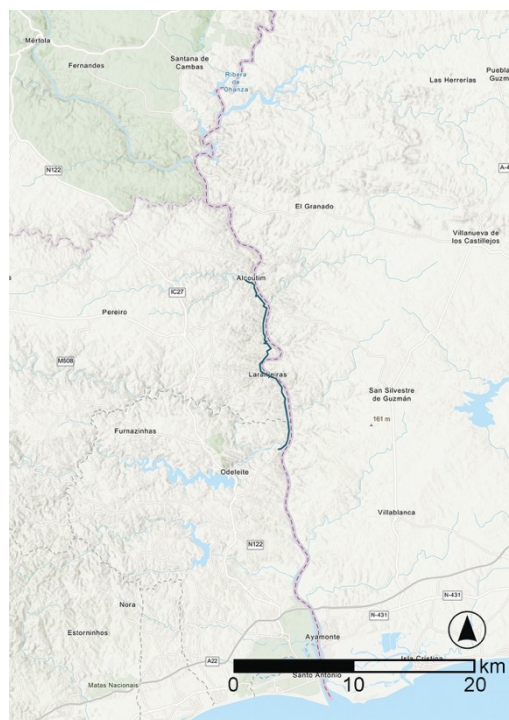 Mértola
Fernandes
Santana de
Cambas
Ribera
de
Chanza
Las Herrerías
Puebla
Guzm
N122
A-4
El Granado
Villanueva de
los Castillejos
Alcoutim
IC27
Pereiro
M508
Laranjeiras
San Silvestre
de Guzmán
161 m
Furnazinhas
Odeleite
Villablanca
N122
N-431
Nora
N-431
Estorninhos
Ayamonte
A22
Isla Cristina
km
Santo António
Matas Nacionais
0
10
20